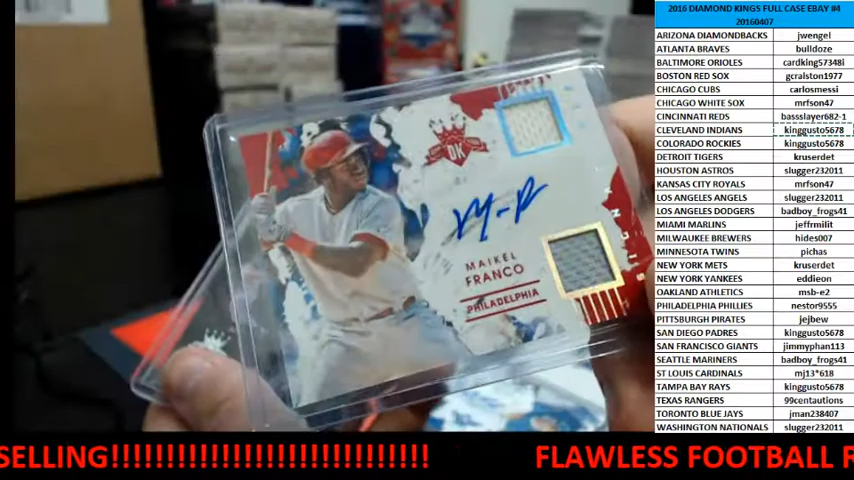 2016 DIAMOND KINGS FULL CASE EBAY #4
20160407
ARIZONA DIAMONDBACKS jwengel
ATLANTA BRAVES bulldoze
BALTIMORE ORIOLES cardking57348i
BOSTON RED SOX gcralston1977
CHICAGO CUBS carlosmessi
CHICAGO WHITE SOX mrfson47
CINCINNATI REDS bassslayer682-1
CLEVELAND INDIANS kinggusto5678
COLORADO ROCKIES kinggusto5678
DETROIT TIGERS kruserdet
HOUSTON ASTROS slugger232011
KANSAS CITY ROYALS mrfson47
LOS ANGELES ANGELS slugger232011
LOS ANGELES DODGERS badboy_frogs41
MIAMI MARLINS jeffrmilit
MILWAUKEE BREWERS hides007
MINNESOTA TWINS pichas
NEW YORK METS kruserdet
NEW YORK YANKEES eddieon
OAKLAND ATHLETICS msb-e2
PHILADELPHIA PHILLIES nestor9555
PITTSBURGH PIRATES jejbew
SAN DIEGO PADRES kinggusto5678
SAN FRANCISCO GIANTS jimmyphan113
SEATTLE MARINERS badboy_frogs41
ST LOUIS CARDINALS mj13*618
TAMPA BAY RAYS kinggusto5678
TEXAS RANGERS 99centautions
TORONTO BLUE JAYS jman238407
WASHINGTON NATIONALS slugger232011
DK
MAIKEL
FRANCO
PHILADELPHIA
SELLING!!!!!!!!!!!!!!!!!!!!!!!!!!!!!!!! FLAWLESS FOOTBALL R